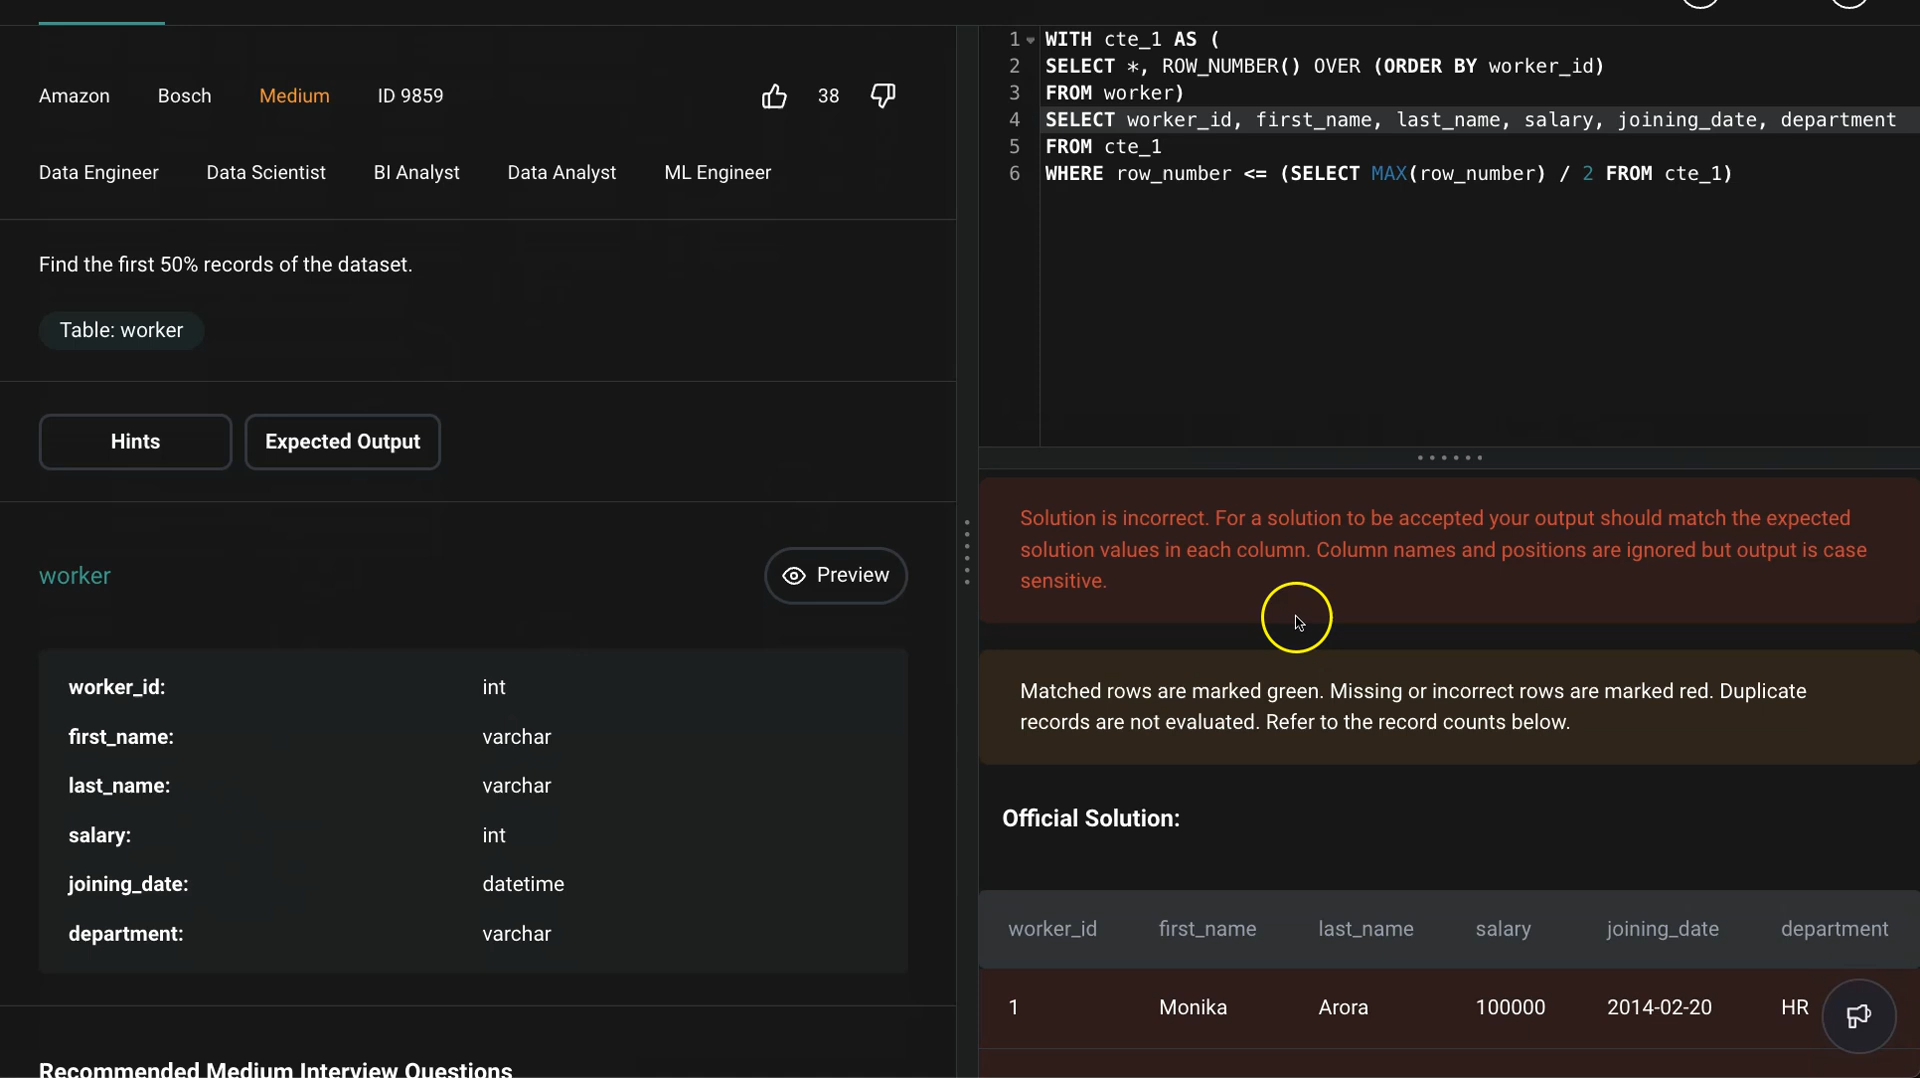 Amazon Bosch Medium ID 9859 38
Data Engineer Data Scientist BI Analyst Data Analyst ML Engineer
Find the first 50% records of the dataset.
Table: worker
Hints Expected Output
worker Preview
worker_id: int
first_name: varchar
last_name: varchar
salary: int
joining_date: datetime
department: varchar
Recommended Medium Interview Questions
1 WITH cte_1 AS (
2 SELECT *, ROW_NUMBER() OVER (ORDER BY worker_id)
3 FROM worker)
4 SELECT worker_id, first_name, last_name, salary, joining_date, department
5 FROM cte_1
6 WHERE row_number <= (SELECT MAX(row_number) / 2 FROM cte_1)
Solution is incorrect. For a solution to be accepted your output should match the expected
solution values in each column. Column names and positions are ignored but output is case
sensitive.
Matched rows are marked green. Missing or incorrect rows are marked red. Duplicate
records are not evaluated. Refer to the record counts below.
Official Solution:
worker_id first_name last_name salary joining_date department
1 Monika Arora 100000 2014-02-20 HR